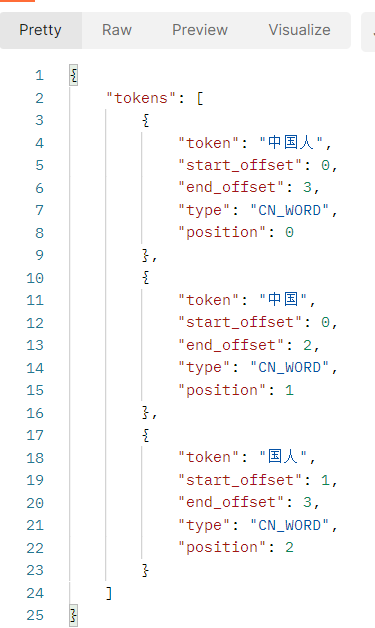 Pretty Raw Preview Visualize
1 {
2 "tokens": [
3 {
4 "token": "中国人",
5 "start_offset": 0,
6 "end_offset": 3,
7 "type": "CN_WORD",
8 "position": 0
9 },
10 {
11 "token": "中国",
12 "start_offset": 0,
13 "end_offset": 2,
14 "type": "CN_WORD",
15 "position": 1
16 },
17 {
18 "token": "国人",
19 "start_offset": 1,
20 "end_offset": 3,
21 "type": "CN_WORD",
22 "position": 2
23 }
24 ]
25 }